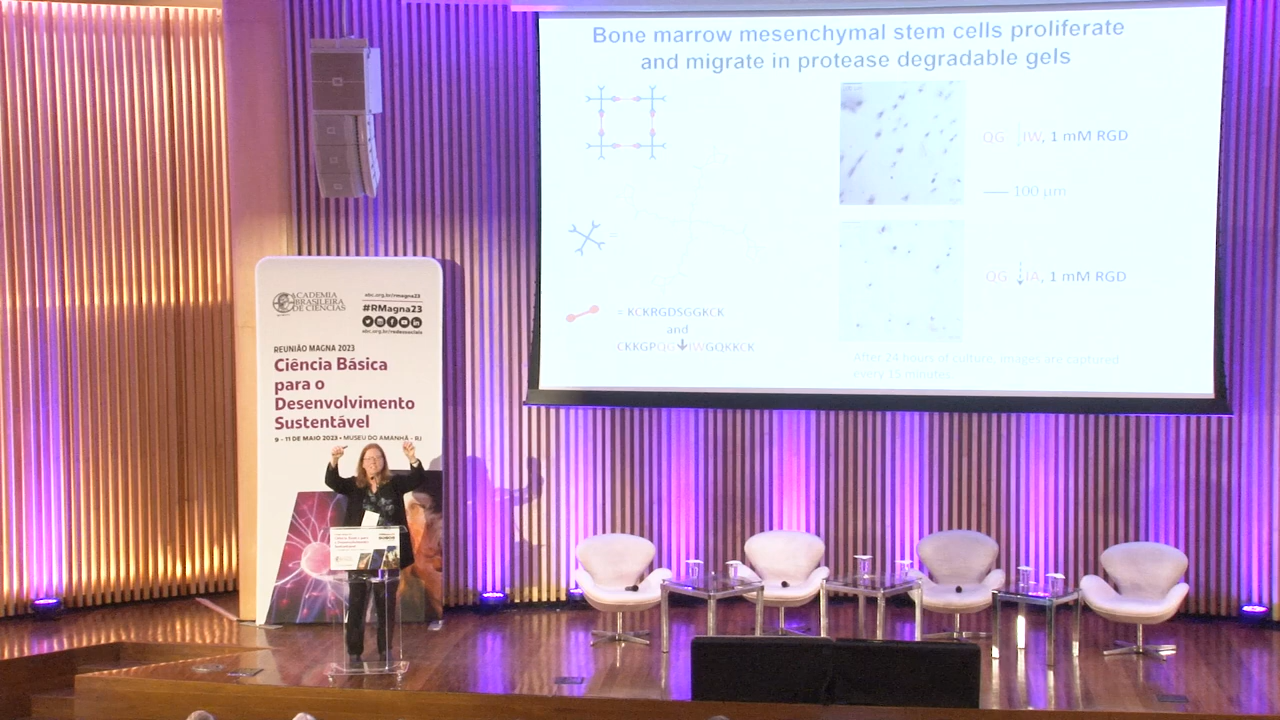 Bone marrow mesenchymal stem cells proliferate
and migrate in protease degradable gels
QG IW, 1 mM RGD
100 μm
QG IA, 1 mM RGD
= KCKRGDSGGKCK
and
CKKGPQG IWGQKKCK
After 24 hours of culture, images are captured
every 15 minutes
ACADEMIA
BRASILEIRA
DE CIÊNCIAS
abc.org.br/rmagna23
#RMagna23
abc.org.br/redessociais
REUNIÃO MAGNA 2023
Ciência Básica
para o
Desenvolvimento
Sustentável
9 - 11 DE MAIO 2023 • MUSEU DO AMANHÃ - RJ